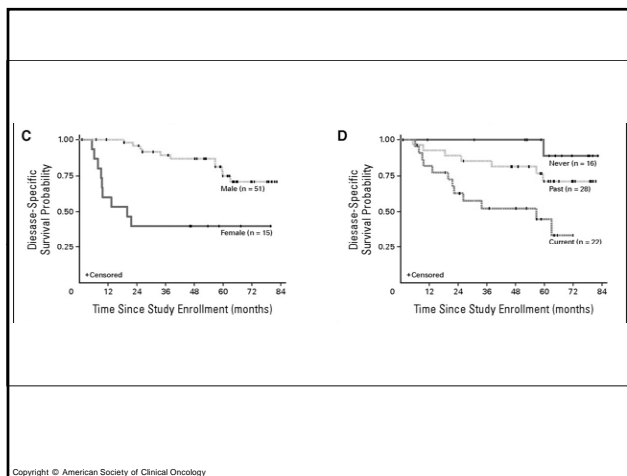 C
Diesase-Specific
Survival Probability
1.00
0.75
0.50
0.25
Male (n = 51)
Female (n = 15)
+Censored
0 12 24 36 48 60 72 84
Time Since Study Enrollment (months)
D
Diesase-Specific
Survival Probability
1.00
0.75
0.50
0.25
Never (n = 16)
Past (n = 28)
Current (n = 22)
+Censored
0 12 24 36 48 60 72 84
Time Since Study Enrollment (months)
Copyright © American Society of Clinical Oncology